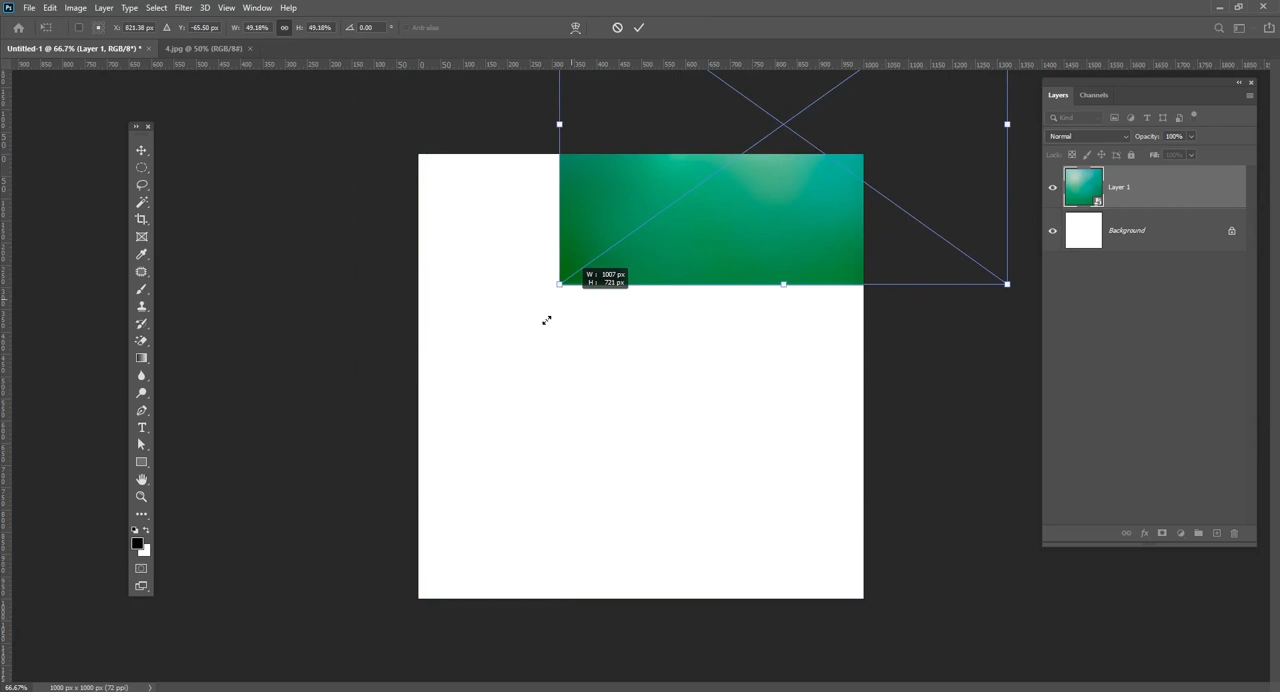 File Edit Image Layer Type Select Filter 3D View Window Help
X: 821.38 px Y: -65.50 px W: 49.18% H: 49.18% 0.00 ° Anti-alias
Untitled-1 @ 66.7% (Layer 1, RGB/8*) * × 4.jpg @ 50% (RGB/8#) ×
Layers Channels
Kind
Normal Opacity: 100%
Lock: Fill: 100%
Layer 1
Background
W : 1007 px
H : 721 px
66.67% 1000 px x 1000 px (72 ppi)